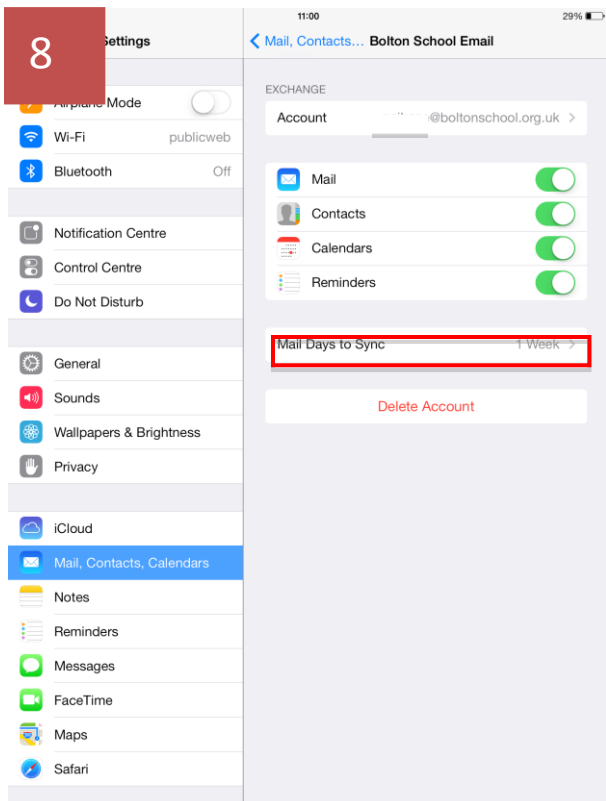 8
11:00
29%
Settings
Mail, Contacts… Bolton School Email
Airplane Mode
Wi-Fi publicweb
Bluetooth Off
Notification Centre
Control Centre
Do Not Disturb
General
Sounds
Wallpapers & Brightness
Privacy
iCloud
Mail, Contacts, Calendars
Notes
Reminders
Messages
FaceTime
Maps
Safari
EXCHANGE
Account @boltonschool.org.uk
Mail
Contacts
Calendars
Reminders
Mail Days to Sync 1 Week
Delete Account